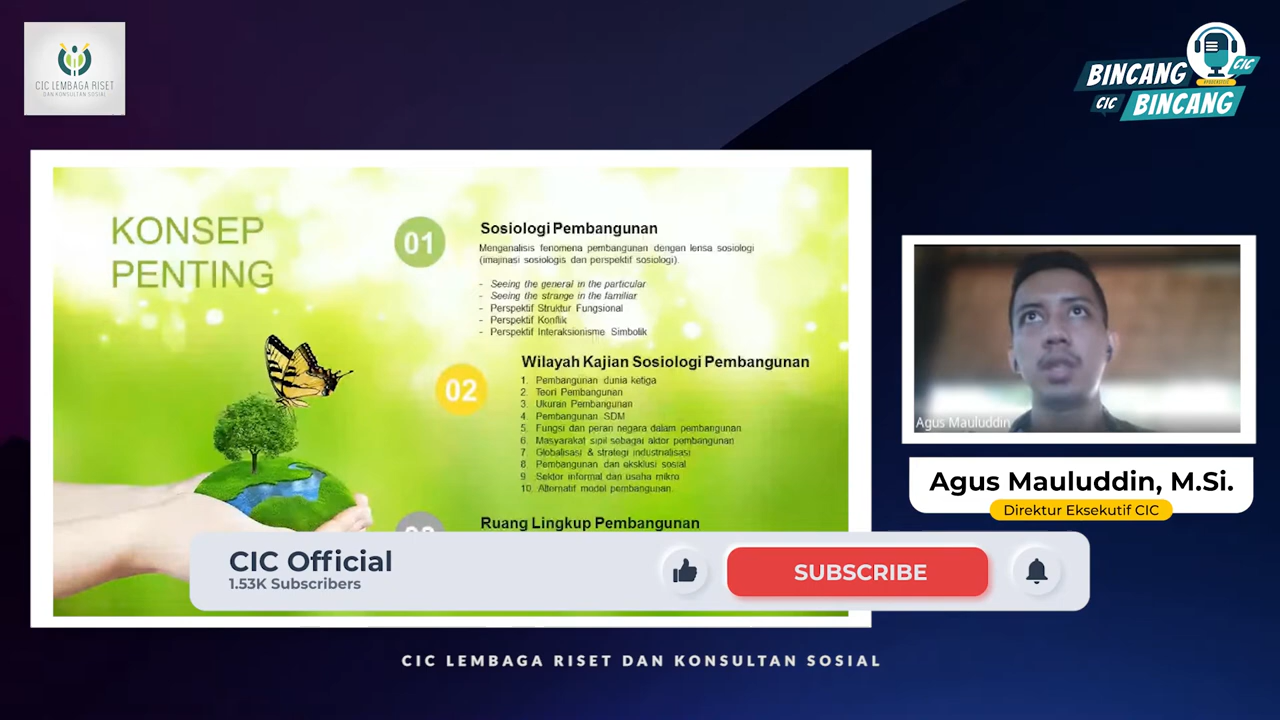 CIC LEMBAGA RISET
DAN KONSULTAN SOSIAL
BINCANG
CIC
CIC
BINCANG
KONSEP
PENTING
01
Sosiologi Pembangunan
Menganalisis fenomena pembangunan dengan lensa sosiologi
(imajinasi sosiologis dan perspektif sosiologi).
- Seeing the general in the particular
- Seeing the strange in the familiar
- Perspektif Struktur Fungsional
- Perspektif Konflik
- Perspektif Interaksionisme Simbolik
02
Wilayah Kajian Sosiologi Pembangunan
1. Pembangunan dunia ketiga
2. Teori Pembangunan
3. Ukuran Pembangunan
4. Pembangunan SDM
5. Fungsi dan peran negara dalam pembangunan
6. Masyarakat sipil sebagai aktor pembangunan
7. Globalisasi & strategi industrialisasi
8 Pembangunan dan eksklusi sosial
9. Sektor informal dan usaha mikro
10. Alternatif model pembangunan.
Ruang Lingkup Pembangunan
Agus Mauluddin
Agus Mauluddin, M.Si.
Direktur Eksekutif CIC
CIC Official
1.53K Subscribers
SUBSCRIBE
CIC LEMBAGA RISET DAN KONSULTAN SOSIAL